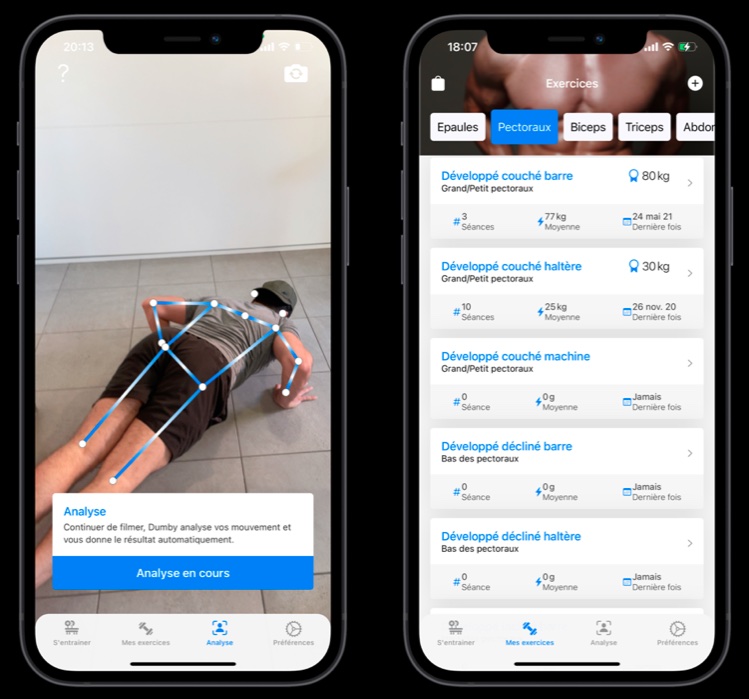 20:13
?
Analyse
Continuer de filmer, Dumby analyse vos mouvement et
vous donne le résultat automatiquement.
Analyse en cours
S'entrainer Mes exercices Analyse Préférences
18:07
Exercices
Epaules Pectoraux Biceps Triceps Abdor
Développé couché barre 80 kg
Grand/Petit pectoraux
# 3 77 kg 24 mai 21
Séances Moyenne Dernière fois
Développé couché haltère 30 kg
Grand/Petit pectoraux
# 10 25 kg 26 nov. 20
Séances Moyenne Dernière fois
Développé couché machine
Grand/Petit pectoraux
# 0 0 g Jamais
Séance Moyenne Dernière fois
Développé décliné barre
Bas des pectoraux
# 0 0 g Jamais
Séance Moyenne Dernière fois
Développé décliné haltère
Bas des pectoraux
# 0 0 g Jamais
Séance Moyenne Dernière fois
S'entrainer Mes exercices Analyse Préférences